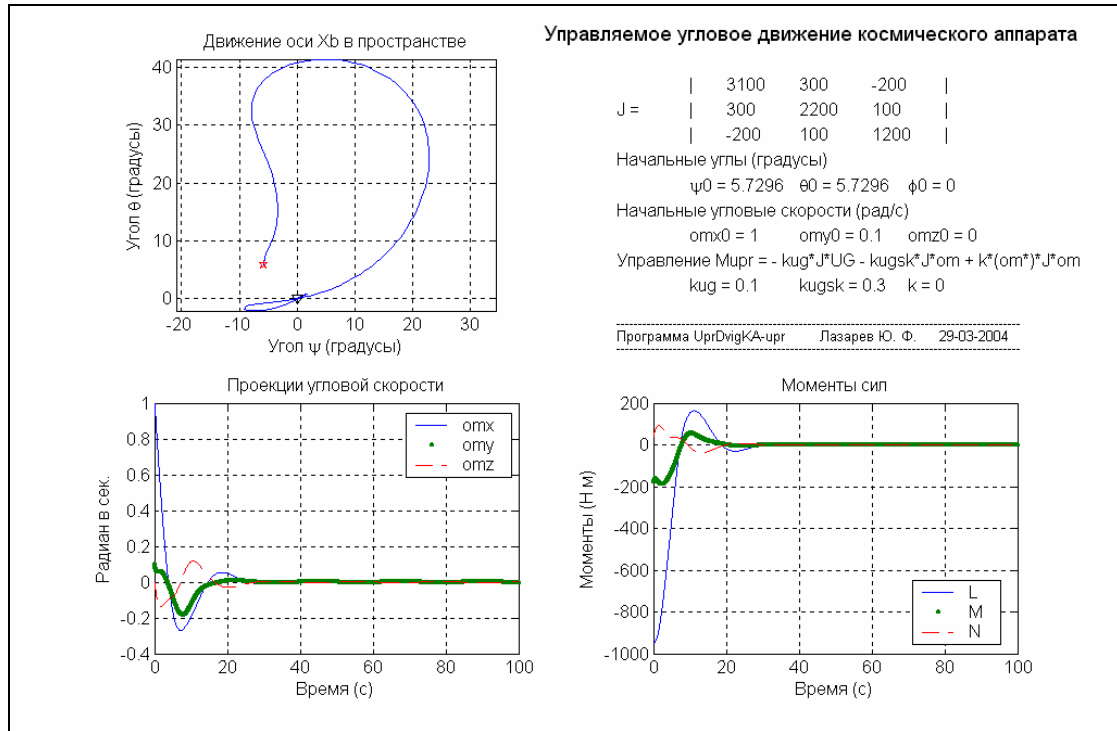 Управляемое угловое движение космического аппарата
Движение оси Xb в пространстве
40
30
20
10
0
-20 -10 0 10 20 30
Угол θ (градусы)
Угол ψ (градусы)
| 3100 300 -200 |
J = | 300 2200 100 |
| -200 100 1200 |
Начальные углы (градусы)
ψ0 = 5.7296 θ0 = 5.7296 ϕ0 = 0
Начальные угловые скорости (рад/с)
omx0 = 1 omy0 = 0.1 omz0 = 0
Управление Mupr = - kug*J*UG - kugsk*J*om + k*(om*)*J*om
kug = 0.1 kugsk = 0.3 k = 0
Программа UprDvigKA-upr Лазарев Ю. Ф. 29-03-2004
Проекции угловой скорости
1
0.8
0.6
0.4
0.2
0
-0.2
-0.4
0 20 40 60 80 100
Радиан в сек.
Время (с)
omx
omy
omz
Моменты сил
200
0
-200
-400
-600
-800
-1000
0 20 40 60 80 100
Моменты (Н м)
Время (с)
L
M
N